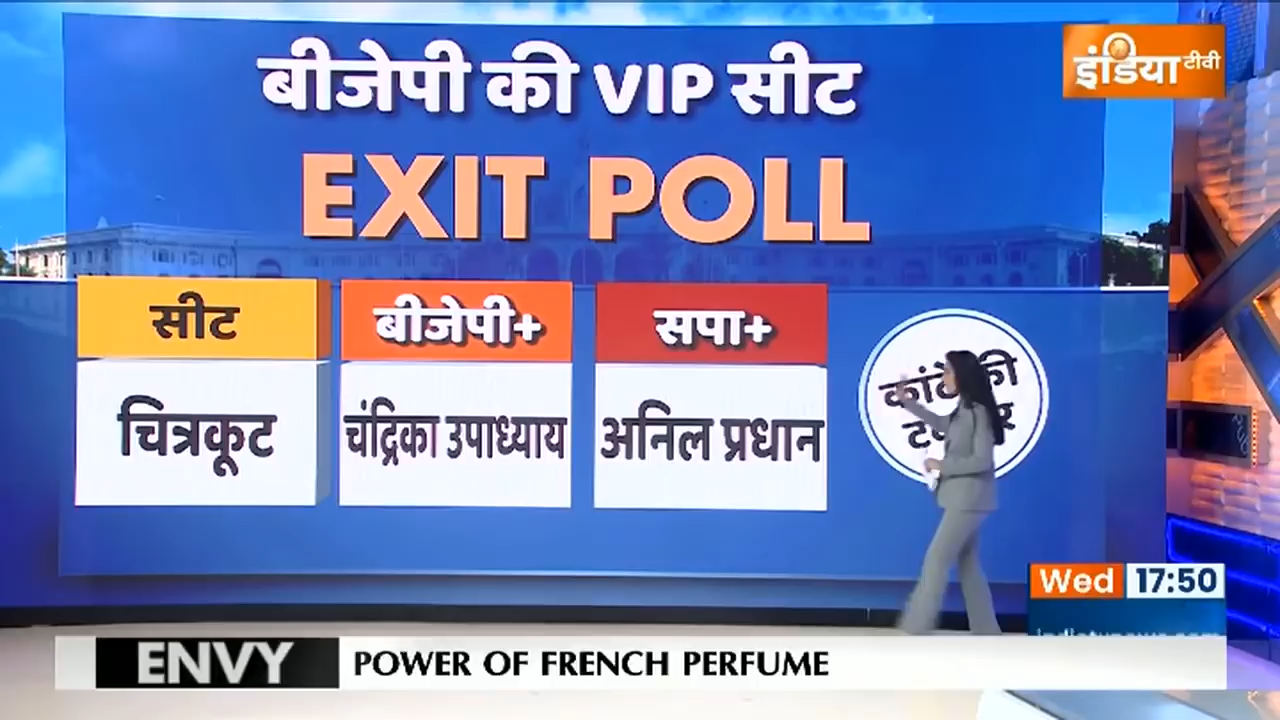 बीजेपी की VIP सीट
इंडिया टीवी
EXIT POLL
सीट
बीजेपी+
सपा+
चित्रकूट
चंद्रिका उपाध्याय
अनिल प्रधान
Wed 17:50
ENVY POWER OF FRENCH PERFUME